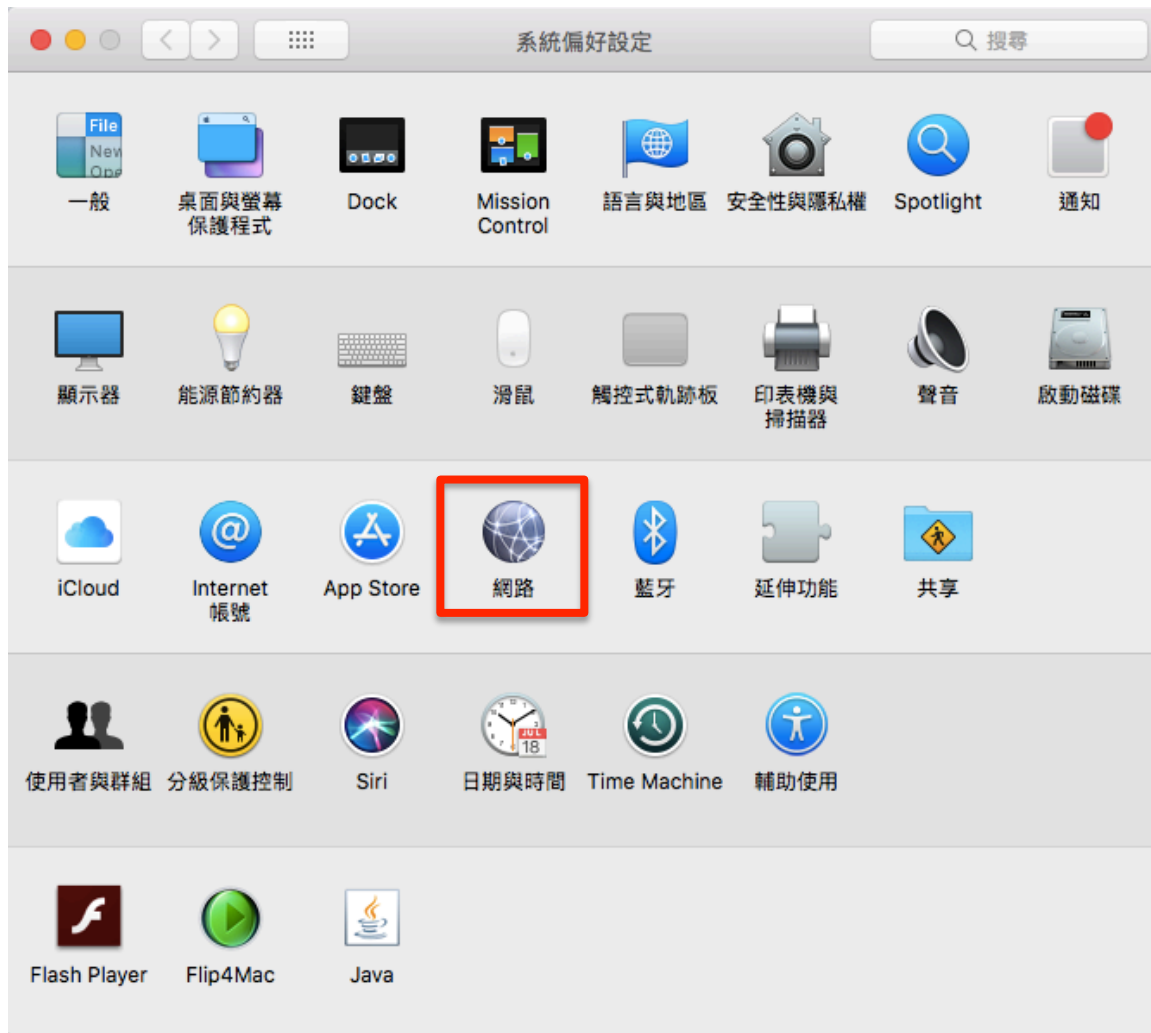 系統偏好設定
搜尋
File
New
Ope
一般
桌面與螢幕
保護程式
Dock
Mission
Control
語言與地區
安全性與隱私權
Spotlight
通知
顯示器
能源節約器
鍵盤
滑鼠
觸控式軌跡板
印表機與
掃描器
聲音
啟動磁碟
iCloud
Internet
帳號
App Store
網路
藍牙
延伸功能
共享
使用者與群組
分級保護控制
Siri
JUL
18
日期與時間
Time Machine
輔助使用
Flash Player
Flip4Mac
Java